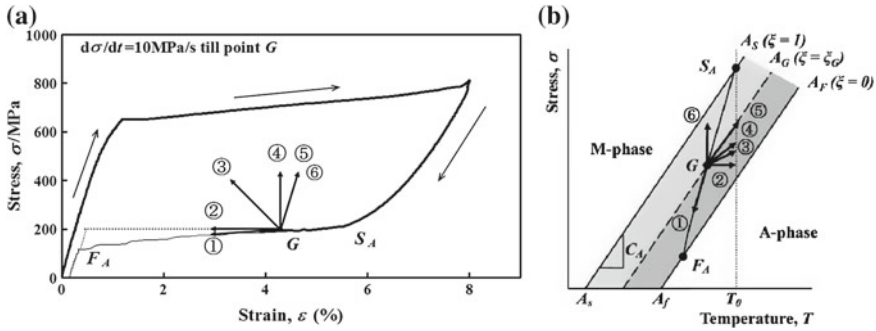 (a)
dσ/dt=10MPa/s till point G
Stress, σ/MPa
1000
800
600
400
200
0
③
④
⑤
⑥
②
①
G
S_A
F_A
0
2
4
6
8
10
Strain, ε (%)
(b)
Stress, σ
A_S (ξ = 1)
A_G (ξ = ξ_G)
A_F (ξ = 0)
S_A
⑥
⑤
④
③
②
①
M-phase
G
A-phase
C_A
F_A
A_s
A_f
T_0
Temperature, T